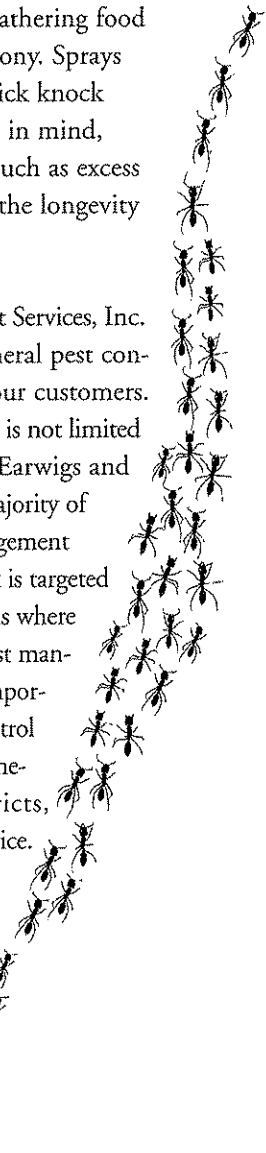 athering food
ony. Sprays
ick knock
in mind,
uch as excess
the longevity
t Services, Inc.
neral pest con-
our customers.
is not limited
Earwigs and
ajority of
gement
is targeted
s where
st man-
npor-
trol
ne-
ricts,
ice.